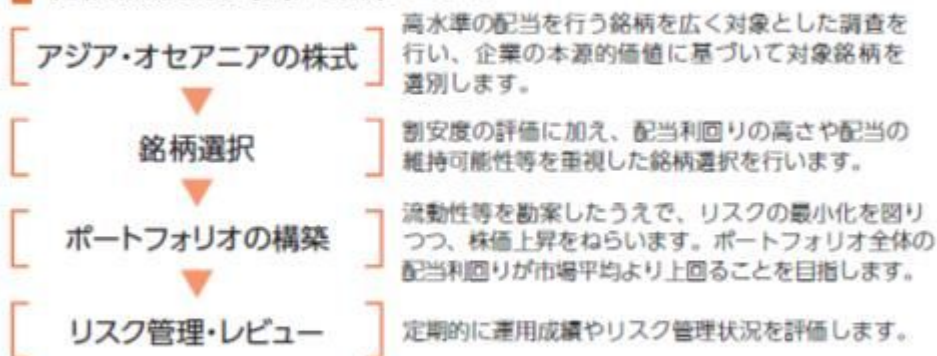 アジア・オセアニアの株式
高水準の配当を行う銘柄を広く対象とした調査を
行い、企業の本源的価値に基づいて対象銘柄を
選別します。
銘柄選択
割安度の評価に加え、配当利回りの高さや配当の
維持可能性等を重視した銘柄選択を行います。
ポートフォリオの構築
流動性等を勘案したうえで、リスクの最小化を図り
つつ、株価上昇をねらいます。ポートフォリオ全体の
配当利回りが市場平均より上回ることを目指します。
リスク管理・レビュー
定期的に運用成績やリスク管理状況を評価します。